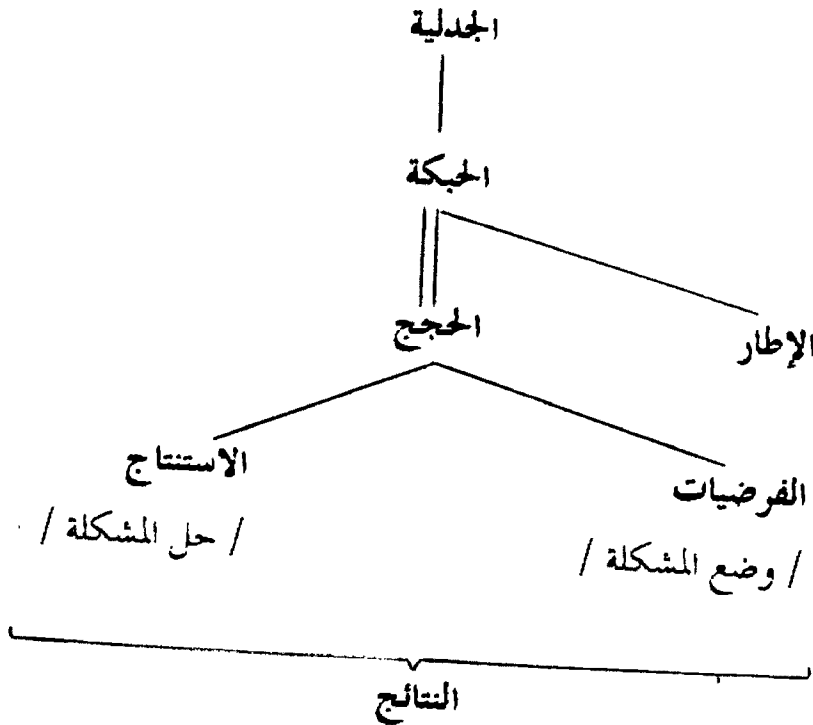 الجدلية
الحبكة
الحجج
الإطار
الاستنتاج
الفرضيات
/ حل المشكلة /
/ وضع المشكلة /
النتائج